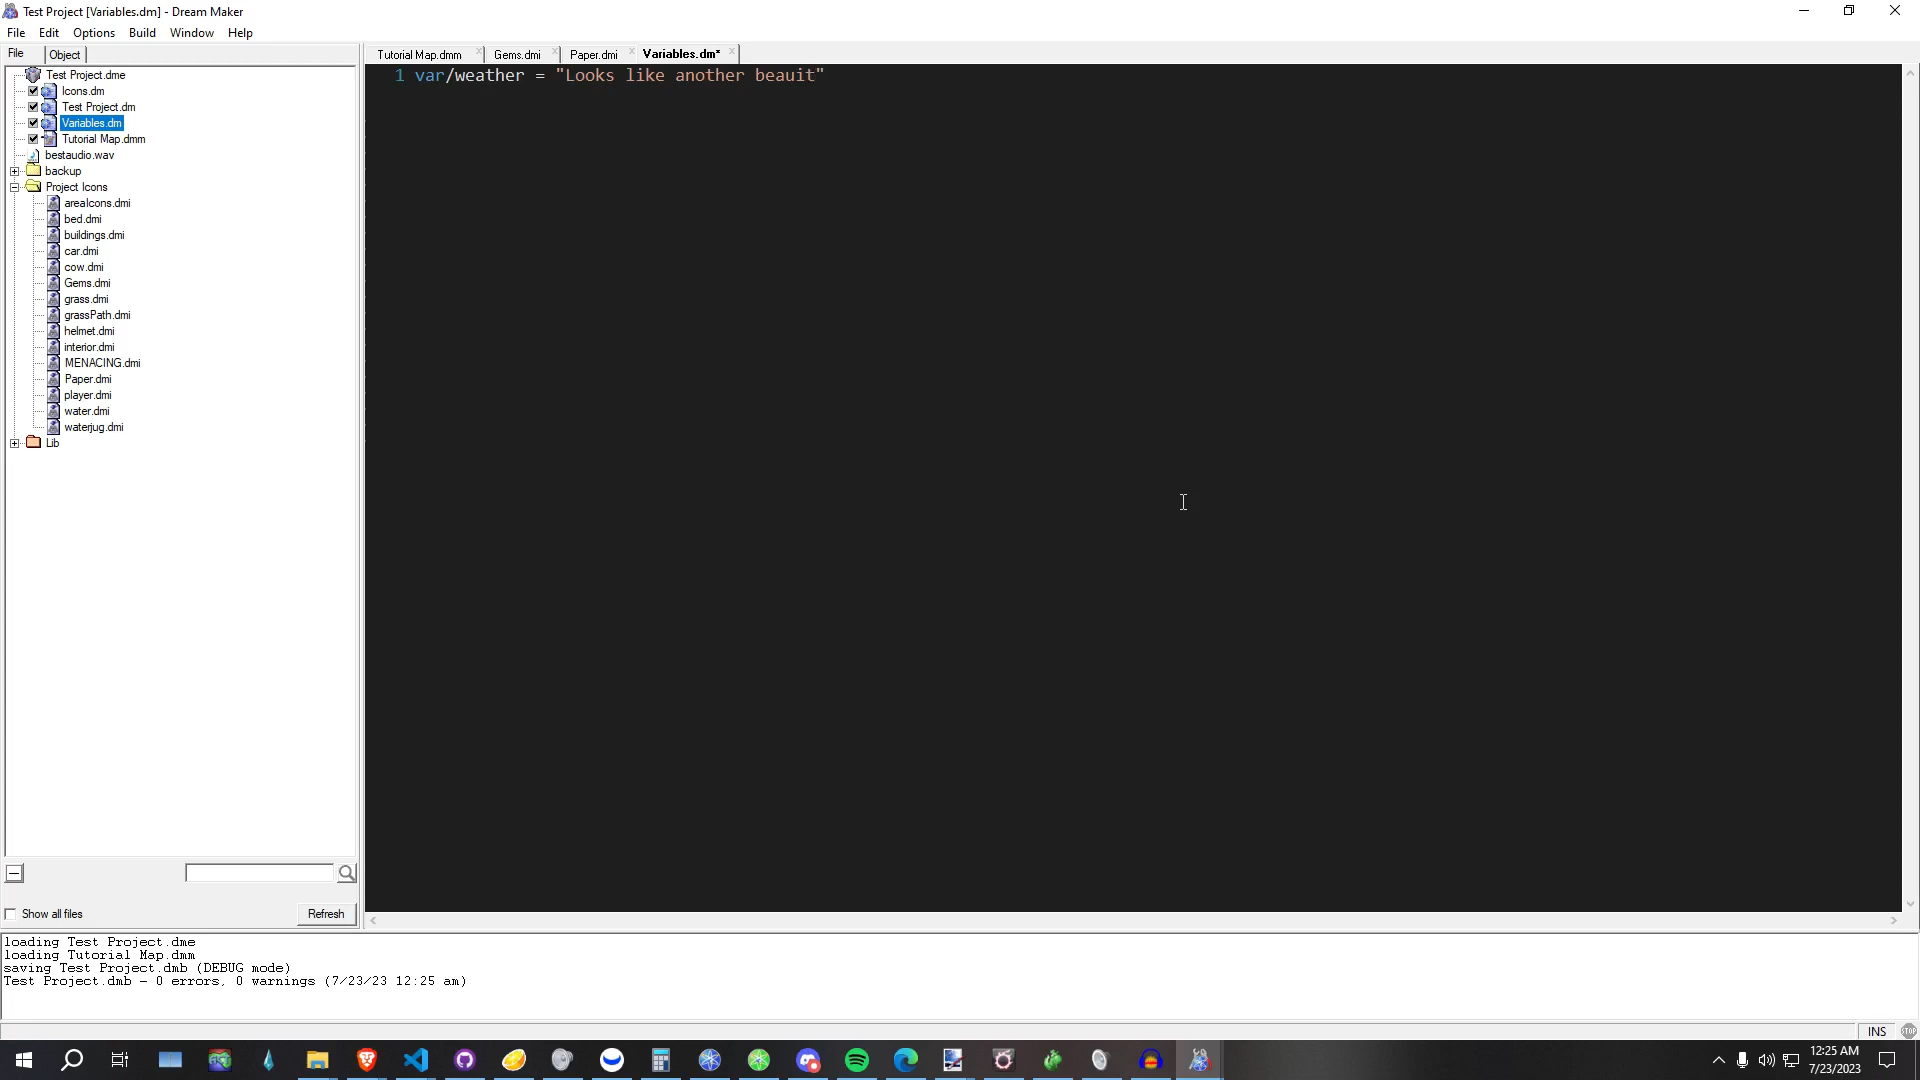 Test Project [Variables.dm] - Dream Maker
File Edit Options Build Window Help
File Object
Tutorial Map.dmm Gems.dmi Paper.dmi Variables.dm*
1 var/weather = "Looks like another beauit"
Test Project.dme
Icons.dm
Test Project.dm
Variables.dm
Tutorial Map.dmm
bestaudio.wav
backup
Project Icons
areaIcons.dmi
bed.dmi
buildings.dmi
car.dmi
cow.dmi
Gems.dmi
grass.dmi
grassPath.dmi
helmet.dmi
interior.dmi
MENACING.dmi
Paper.dmi
player.dmi
water.dmi
waterjug.dmi
Lib
Show all files
Refresh
loading Test Project.dme
loading Tutorial Map.dmm
saving Test Project.dmb (DEBUG mode)
Test Project.dmb - 0 errors, 0 warnings (7/23/23 12:25 am)
INS
STOP
12:25 AM
7/23/2023